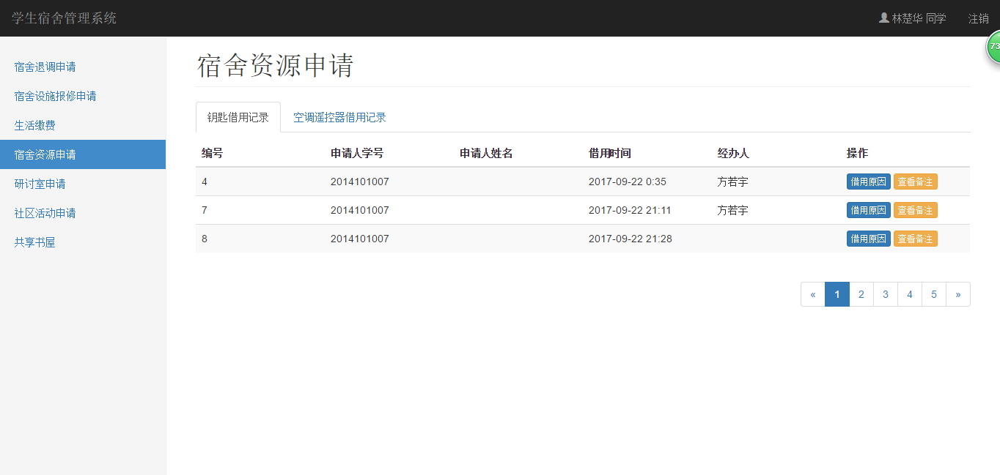 学生宿舍管理系统
林楚华 同学 注销
73
宿舍退调申请
宿舍设施报修申请
生活缴费
宿舍资源申请
研讨室申请
社区活动申请
共享书屋
宿舍资源申请
钥匙借用记录 空调遥控器借用记录
编号 申请人学号 申请人姓名 借用时间 经办人 操作
4 2014101007 2017-09-22 0:35 方若宇 借用原因 查看备注
7 2014101007 2017-09-22 21:11 方若宇 借用原因 查看备注
8 2014101007 2017-09-22 21:28 借用原因 查看备注
« 1 2 3 4 5 »